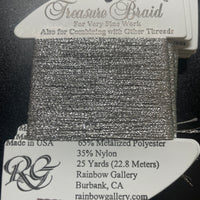 Treasure Braid
For Very Fine Work
Also for Combining with Other Threads
Made in USA
65% Metalized Polyester
35% Nylon
25 Yards (22.8 Meters)
Rainbow Gallery
Burbank, CA
rainbowgallery.com
RG